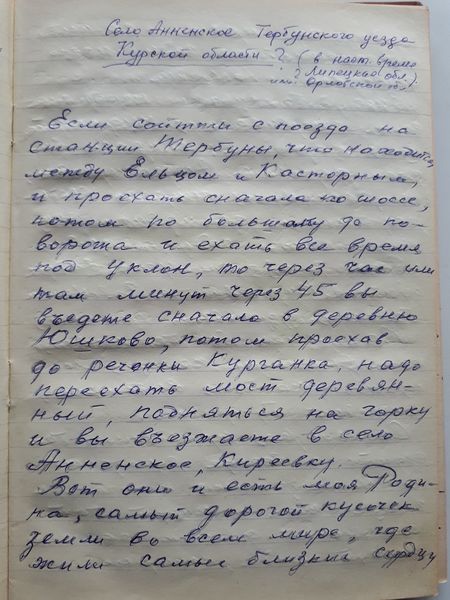 Село Анненское Тербунского уезда
Курской области ? ( в наст. время
Липецкая обл.).
или ? Орловской
Если сойтти с поезда на
станции Тербуны, что находится
между Ельцом и Касторным,
и проехать сначала по шоссе,
потом по большаку до по-
ворота и ехать все время
под уклон, то через час или
там минут через 45 вы
въедете сначала в деревню
Юшково, потом проехав
до речонки Курганка, надо
переехать мост деревян-
ный, подняться на горку
и вы въезжаете в село
Анненское, Киреевку.
Вот они и есть моя Роди-
на, самый дорогой кусочек
земли во всем мире, где
жили самые близкие сердцу